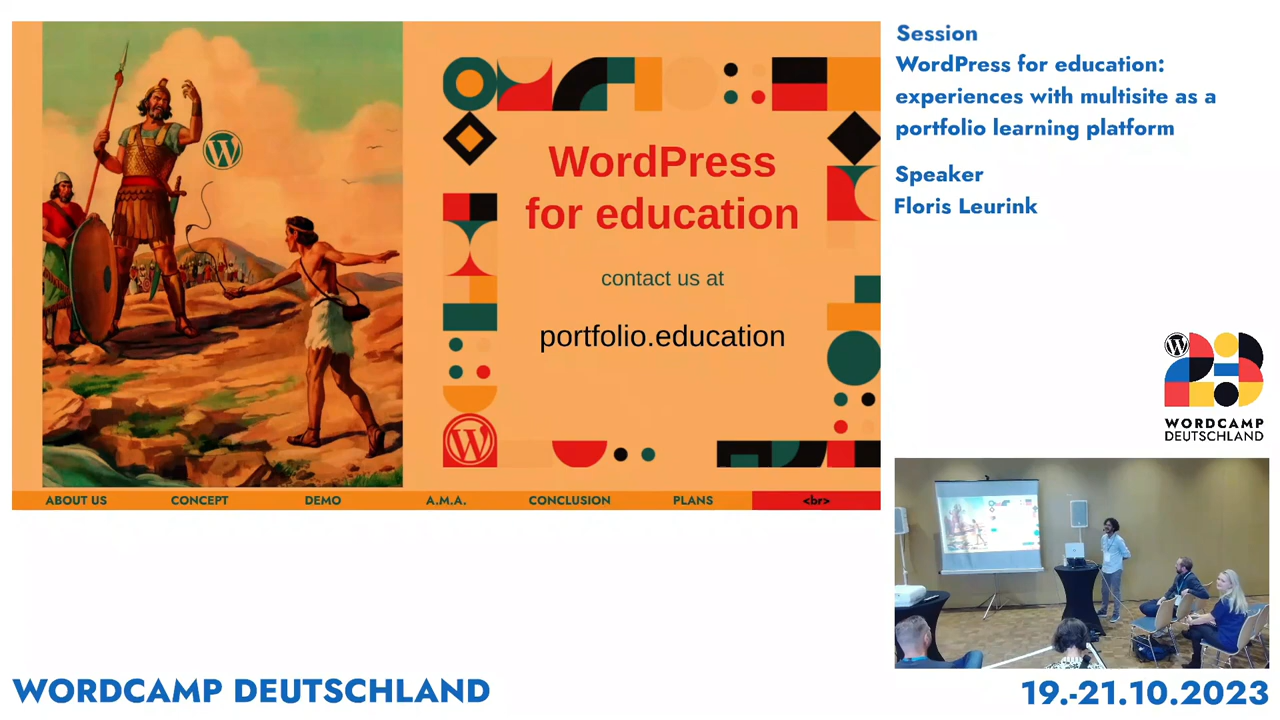 WordPress
for education
contact us at
portfolio.education
ABOUT US
CONCEPT
DEMO
A.M.A.
CONCLUSION
PLANS
<br>
Session
WordPress for education:
experiences with multisite as a
portfolio learning platform
Speaker
Floris Leurink
WORDCAMP
DEUTSCHLAND
WORDCAMP DEUTSCHLAND
19.-21.10.2023